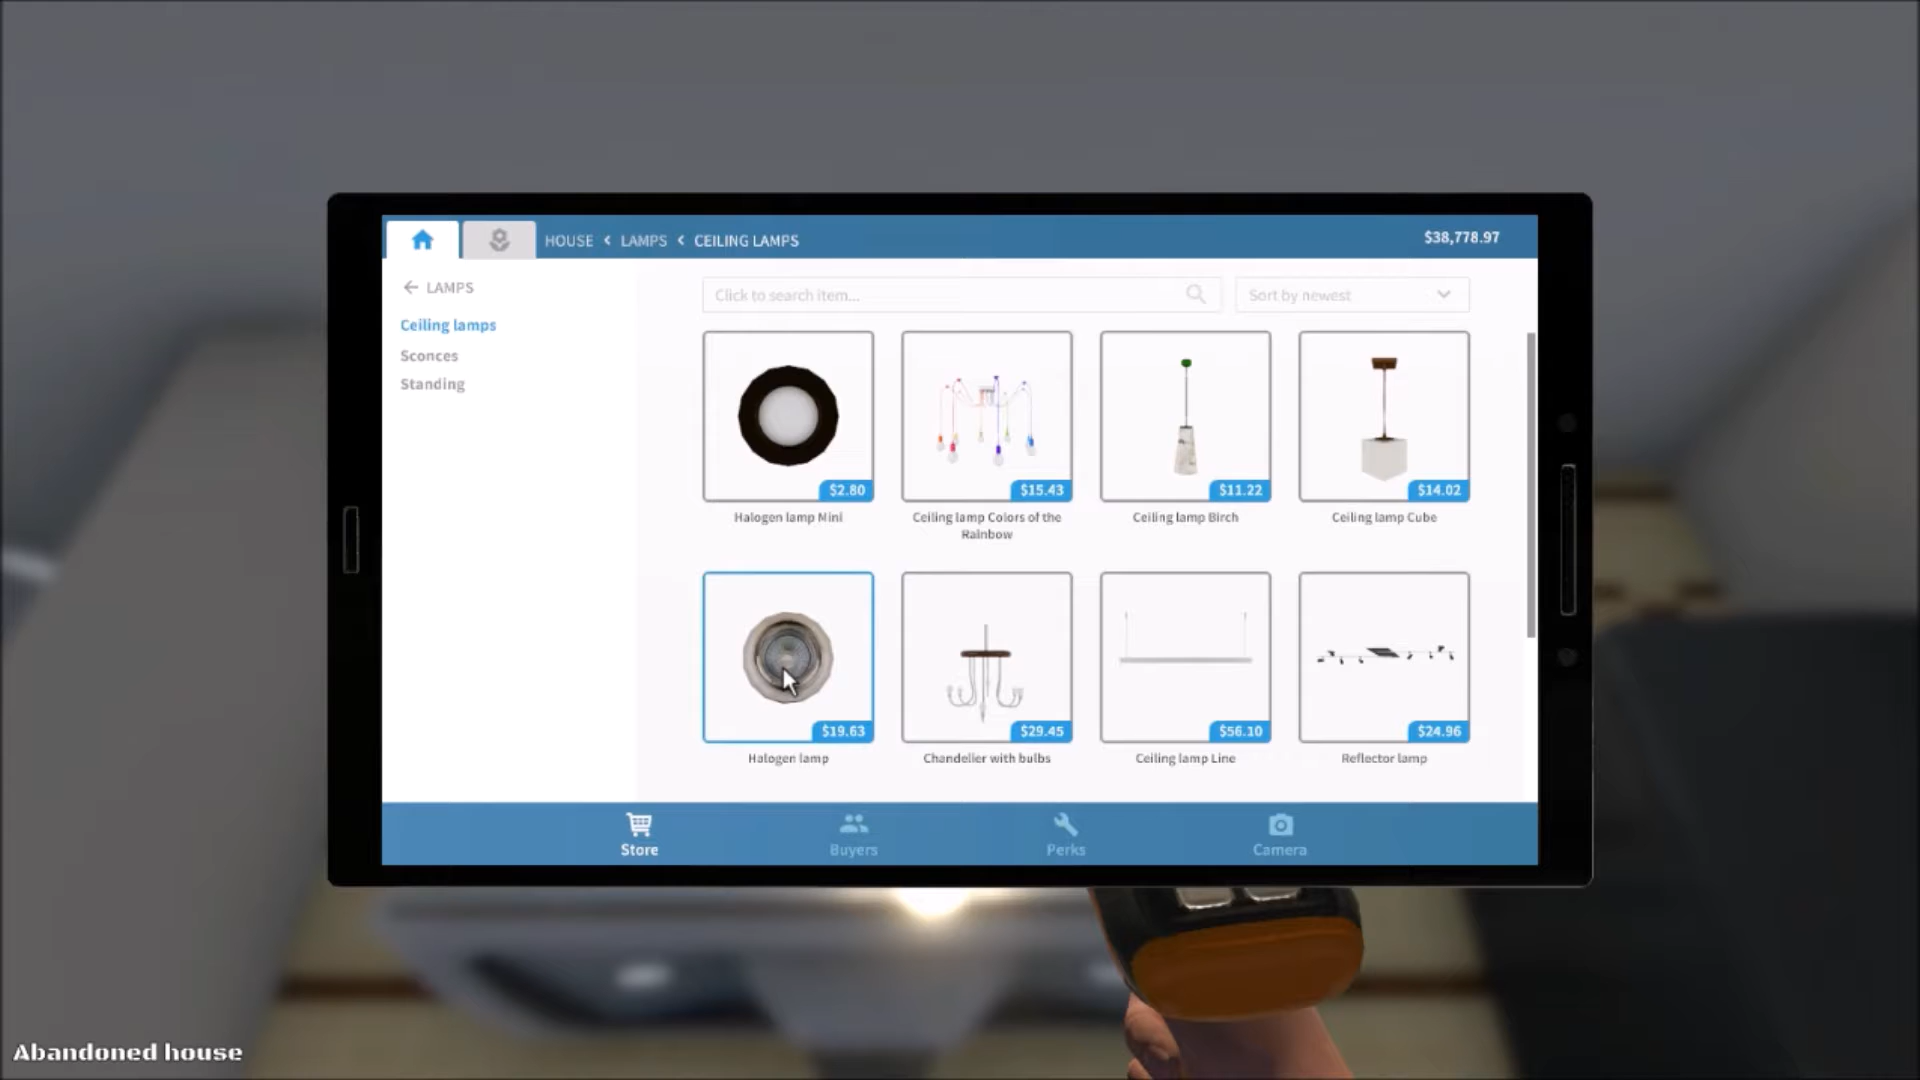 HOUSE < LAMPS < CEILING LAMPS
$38,778.97
LAMPS
Click to search item...
Sort by newest
Ceiling lamps
Sconces
Standing
$2.80
$15.43
$11.22
$14.02
Halogen lamp Mini
Ceiling lamp Colors of the
Rainbow
Ceiling lamp Birch
Ceiling lamp Cube
$19.63
$29.45
$56.10
$24.96
Halogen lamp
Chandelier with bulbs
Ceiling lamp Line
Reflector lamp
Store
Buyers
Perks
Camera
Abandoned house